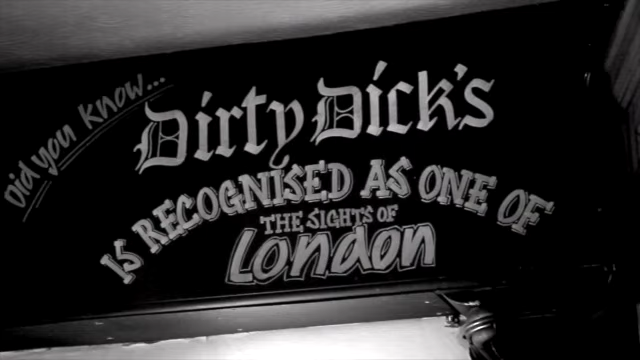 Did you know...
Dirty Dick's
IS RECOGNISED AS ONE OF
THE SIGHTS OF
London